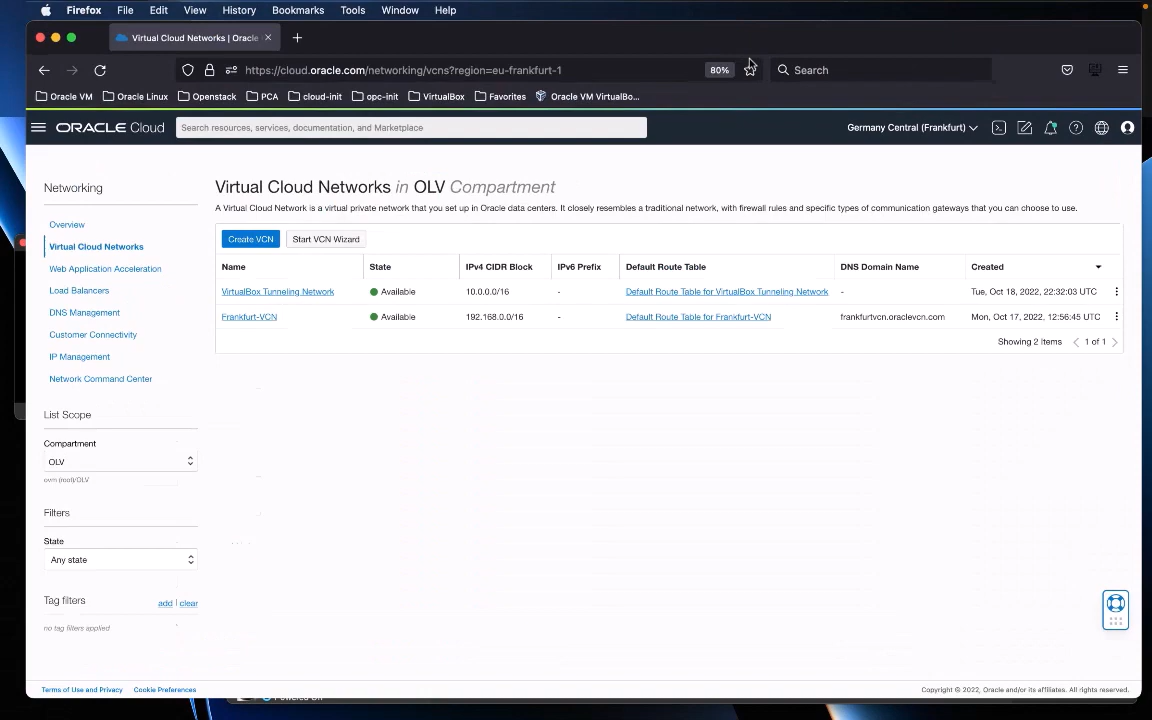 Firefox File Edit View History Bookmarks Tools Window Help
Virtual Cloud Networks | Oracle
https://cloud.oracle.com/networking/vcns?region=eu-frankfurt-1 80% Search
Oracle VM Oracle Linux Openstack PCA cloud-init opc-init VirtualBox Favorites Oracle VM VirtualBo...
ORACLE Cloud Search resources, services, documentation, and Marketplace Germany Central (Frankfurt)
Networking
Overview
Virtual Cloud Networks
Web Application Acceleration
Load Balancers
DNS Management
Customer Connectivity
IP Management
Network Command Center
List Scope
Compartment
OLV
ovm (root)/OLV
Filters
State
Any state
Tag filters add | clear
no tag filters applied
Virtual Cloud Networks in OLV Compartment
A Virtual Cloud Network is a virtual private network that you set up in Oracle data centers. It closely resembles a traditional network, with firewall rules and specific types of communication gateways that you can choose to use.
Create VCN Start VCN Wizard
Name State IPv4 CIDR Block IPv6 Prefix Default Route Table DNS Domain Name Created
VirtualBox Tunneling Network Available 10.0.0.0/16 - Default Route Table for VirtualBox Tunneling Network - Tue, Oct 18, 2022, 22:32:03 UTC
Frankfurt-VCN Available 192.168.0.0/16 - Default Route Table for Frankfurt-VCN frankfurtvcn.oraclevcn.com Mon, Oct 17, 2022, 12:56:45 UTC
Showing 2 Items 1 of 1
Terms of Use and Privacy Cookie Preferences Copyright © 2022, Oracle and/or its affiliates. All rights reserved.